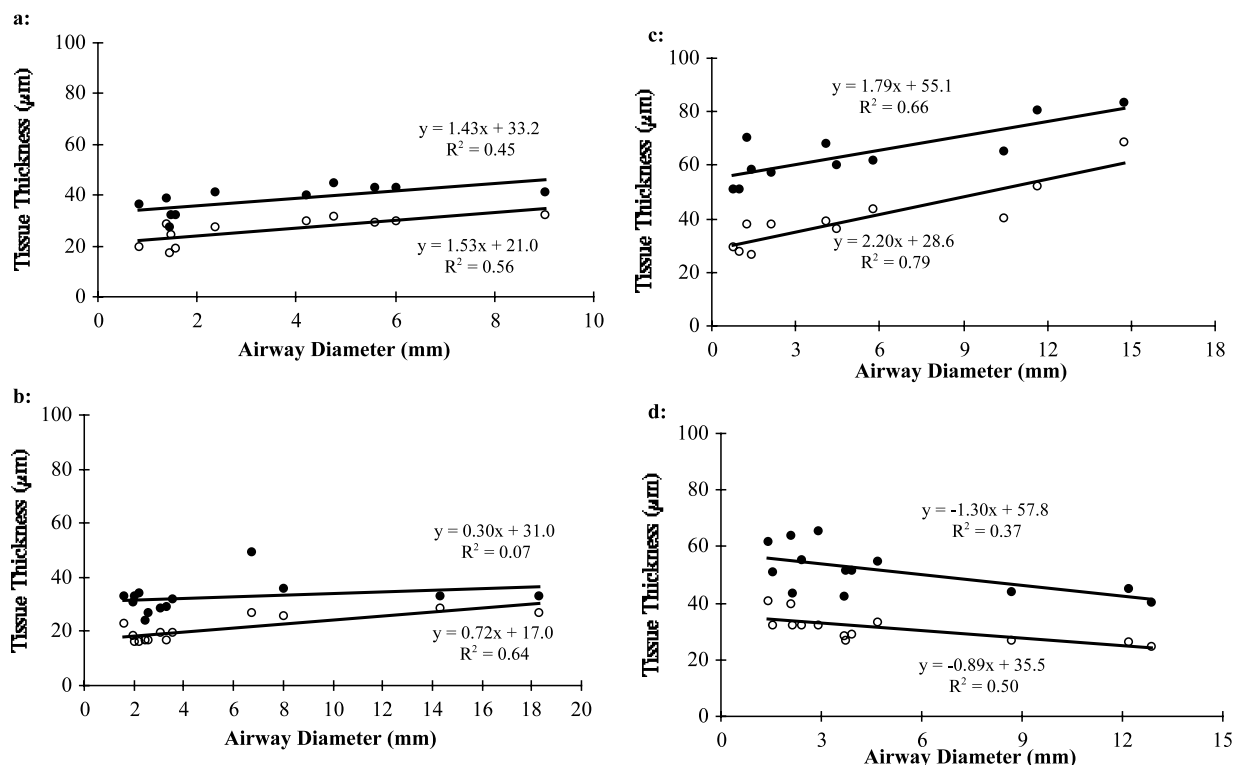 a:
Tissue Thickness (µm)
100
80
60
40
20
0
y = 1.43x + 33.2
R² = 0.45
y = 1.53x + 21.0
R² = 0.56
0 2 4 6 8 10
Airway Diameter (mm)
b:
Tissue Thickness (µm)
100
80
60
40
20
0
y = 0.30x + 31.0
R² = 0.07
y = 0.72x + 17.0
R² = 0.64
0 2 4 6 8 10 12 14 16 18 20
Airway Diameter (mm)
c:
Tissue Thickness (µm)
100
80
60
40
20
0
y = 1.79x + 55.1
R² = 0.66
y = 2.20x + 28.6
R² = 0.79
0 3 6 9 12 15 18
Airway Diameter (mm)
d:
Tissue Thickness (µm)
100
80
60
40
20
0
y = -1.30x + 57.8
R² = 0.37
y = -0.89x + 35.5
R² = 0.50
0 3 6 9 12 15
Airway Diameter (mm)